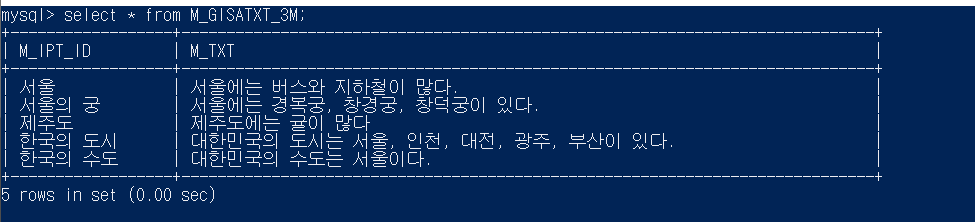 mysql> select * from M_GISATXT_3M;
| M_IPT_ID | M_TXT |
| 서울 | 서울에는 버스와 지하철이 많다. |
| 서울의 궁 | 서울에는 경복궁, 창경궁, 창덕궁이 있다. |
| 제주도 | 제주도에는 귤이 많다 |
| 한국의 도시 | 대한민국의 도시는 서울, 인천, 대전, 광주, 부산이 있다. |
| 한국의 수도 | 대한민국의 수도는 서울이다. |
5 rows in set (0.00 sec)